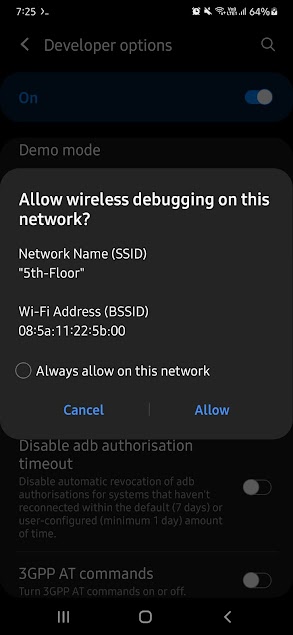 7:25 >_ 64%
Developer options
On
Demo mode
Allow wireless debugging on this
network?
Network Name (SSID)
"5th-Floor"
Wi-Fi Address (BSSID)
08:5a:11:22:5b:00
Always allow on this network
Cancel Allow
Disable adb authorisation
timeout
Disable automatic revocation of adb
authorisations for systems that haven't
reconnected within the default (7 days) or
user-configured (minimum 1 day) amount
of time.
3GPP AT commands
Turn 3GPP AT commands on or off.